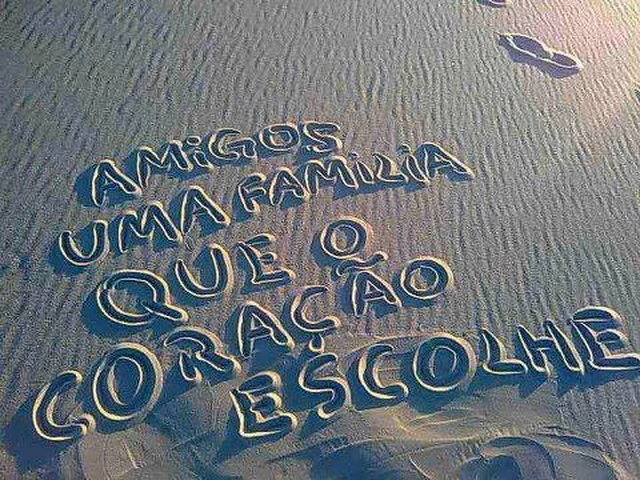 AMiGOS
UMA FAMiLiA
QUE O
CORAÇÃO
ESCOLHE